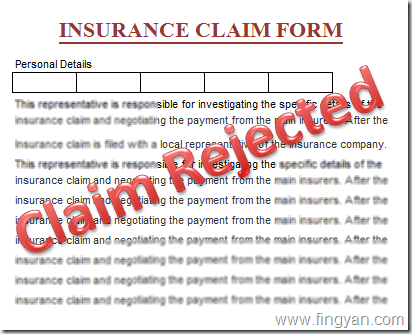 INSURANCE CLAIM FORM
Personal Details
This representative is responsible for investigating the specific details of the
insurance claim and negotiating the payment from the main insurers. After the
Insurance claim is filed with a local representative of the insurance company.
This representative is responsible for investigating the specific details of the
insurance claim and negotiating the payment from the main insurers. After the
insurance claim and negotiating the payment from the main insurers. After the
insurance claim and negotiating the payment from the main insurers. After the
insurance claim and negotiating the payment from the main insurers. After the
insurance claim and negotiating the payment from the main insurers. After the
insurance claim and negotiating the payment from the main insurers. After the
insurance claim and negotiating the payment from the main insurers. After the
Claim Rejected
www.fingyan.com